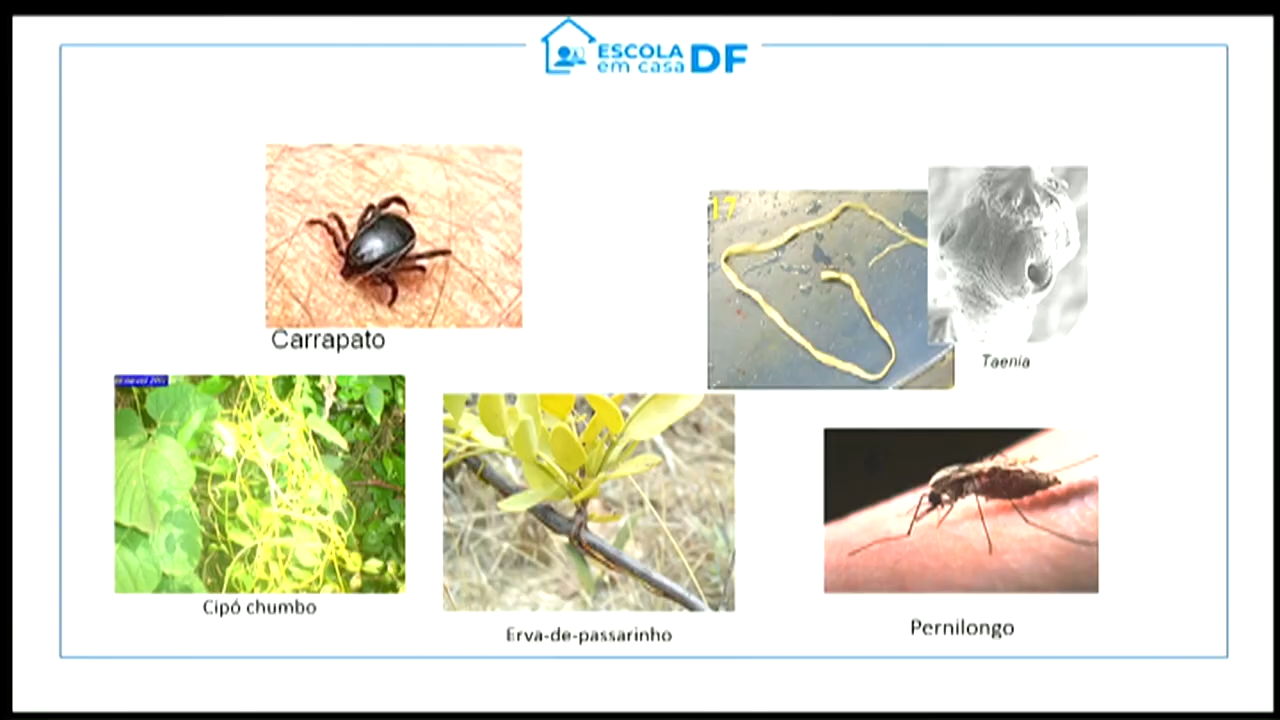 ESCOLA
em casa DF
17
Carrapato
Taenia
Cipó chumbo
Erva-de-passarinho
Pernilongo